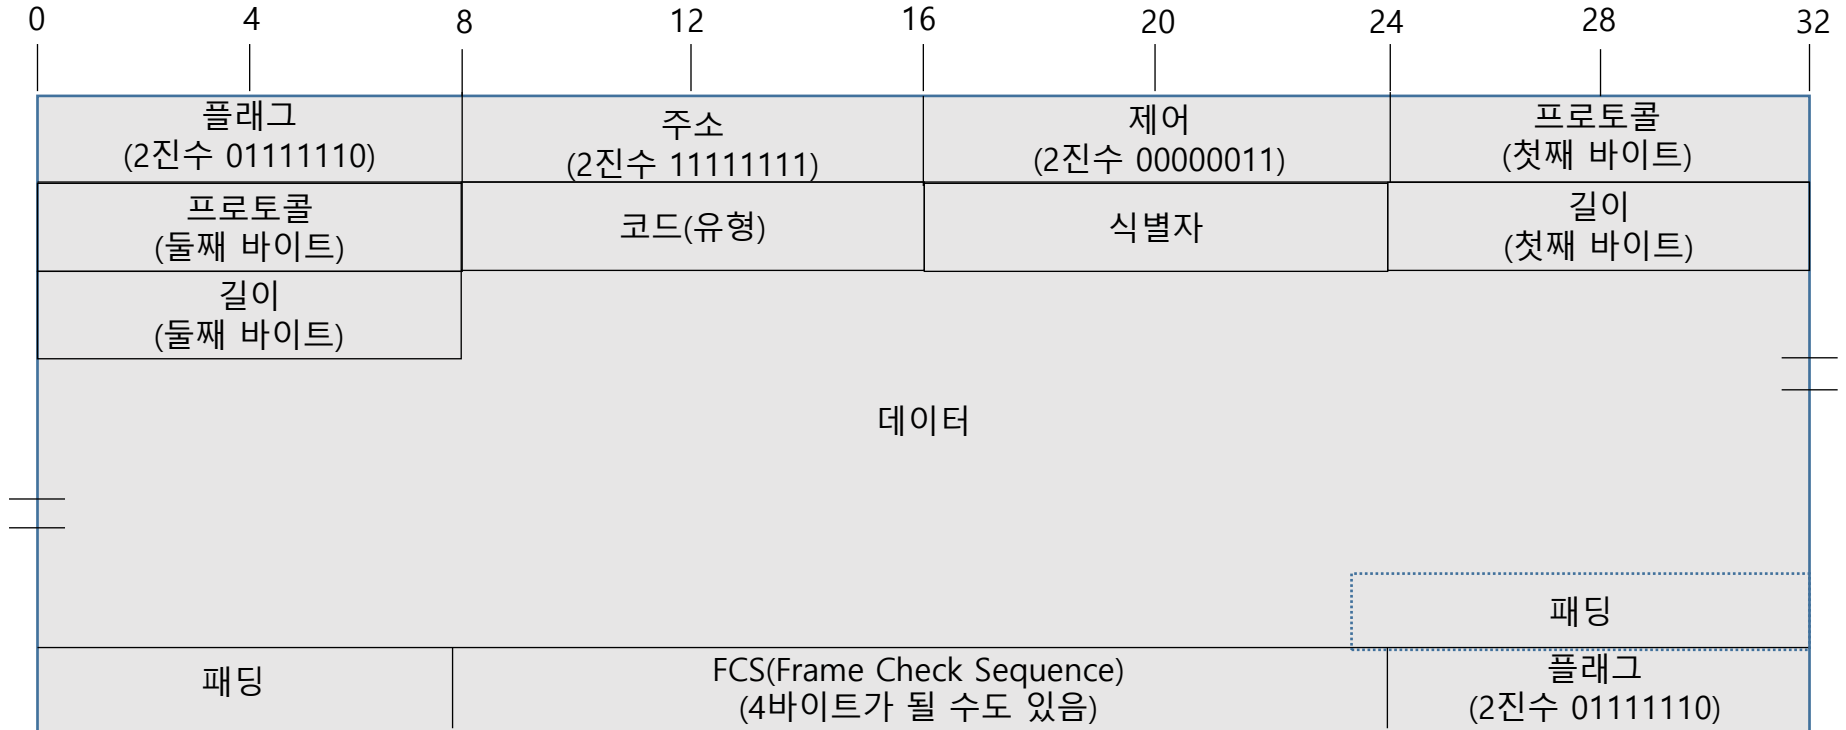 0 4 8 12 16 20 24 28 32
플래그
(2진수 01111110)
주소
(2진수 11111111)
제어
(2진수 00000011)
프로토콜
(첫째 바이트)
프로토콜
(둘째 바이트)
코드(유형)
식별자
길이
(첫째 바이트)
길이
(둘째 바이트)
데이터
패딩
패딩
FCS(Frame Check Sequence)
(4바이트가 될 수도 있음)
플래그
(2진수 01111110)